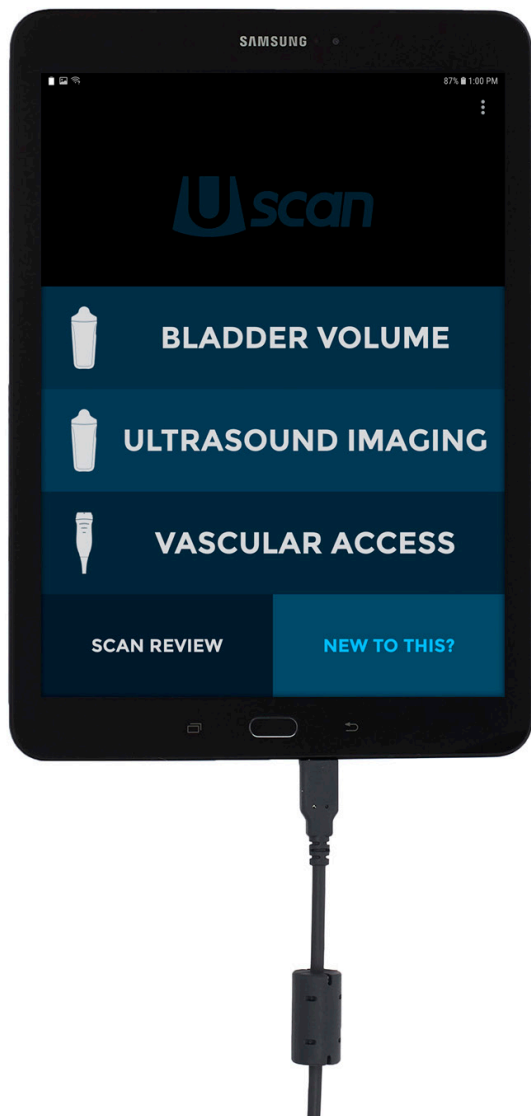 SAMSUNG
87% 1:00 PM
Uscan
BLADDER VOLUME
ULTRASOUND IMAGING
VASCULAR ACCESS
SCAN REVIEW
NEW TO THIS?